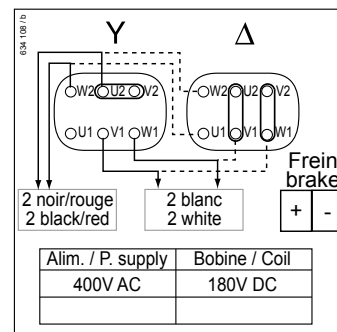 634 108 / b
Y Δ
W2 U2 V2 W2 U2 V2
U1 V1 W1 U1 V1 W1
2 noir/rouge
2 black/red
2 blanc
2 white
Frein
brake
+ -
Alim. / P. supply Bobine / Coil
400V AC 180V DC